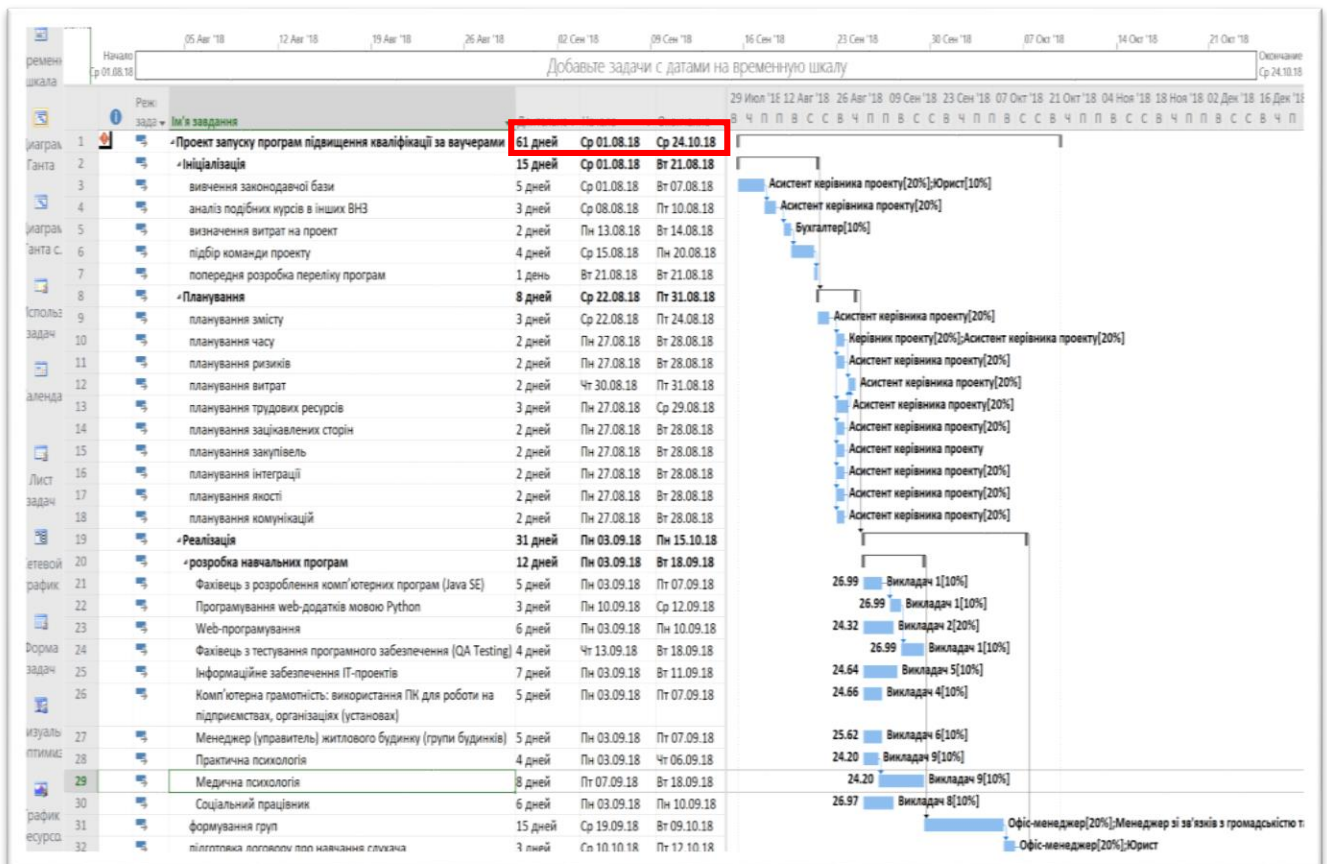 05 Авг '18 12 Авг '18 19 Авг '18 26 Авг '18 02 Сен '18 09 Сен '18 16 Сен '18 23 Сен '18 30 Сен '18 07 Окт '18 14 Окт '18 21 Окт '18
Начало
Ср 01.08.18
Добавьте задачи с датами на временную шкалу
Окончание
Ср 24.10.18
шкала
29 Июл '18 12 Авг '18 26 Авг '18 09 Сен '18 23 Сен '18 07 Окт '18 21 Окт '18 04 Ноя '18 18 Ноя '18 02 Дек '18 16 Дек '18
Реж
зада Ім'я завдання
В Ч П П В С С В Ч П П В С С В Ч П П В С С В Ч П П В С С В Ч П П В С С В Ч П
1 Проект запуску програм підвищення кваліфікації за ваучерами 61 дней Ср 01.08.18 Ср 24.10.18
Ганта
2 Ініціалізація 15 дней Ср 01.08.18 Вт 21.08.18
3 вивчення законодавчої бази 5 дней Ср 01.08.18 Вт 07.08.18 Асистент керівника проекту[20%];Юрист[10%]
4 аналіз подібних курсів в інших ВНЗ 3 дней Ср 08.08.18 Пт 10.08.18 Асистент керівника проекту[20%]
5 визначення витрат на проект 2 дней Пн 13.08.18 Вт 14.08.18 Бухгалтер[10%]
6 підбір команди проекту 4 дней Ср 15.08.18 Пн 20.08.18
7 попередня розробка переліку програм 1 день Вт 21.08.18 Вт 21.08.18
8 Планування 8 дней Ср 22.08.18 Пт 31.08.18
9 планування змісту 3 дней Ср 22.08.18 Пт 24.08.18 Асистент керівника проекту[20%]
задач
10 планування часу 2 дней Пн 27.08.18 Вт 28.08.18 Керівник проекту[20%];Асистент керівника проекту[20%]
11 планування ризиків 2 дней Пн 27.08.18 Вт 28.08.18 Асистент керівника проекту[20%]
12 планування витрат 2 дней Чт 30.08.18 Пт 31.08.18 Асистент керівника проекту[20%]
13 планування трудових ресурсів 3 дней Пн 27.08.18 Ср 29.08.18 Асистент керівника проекту[20%]
14 планування зацікавлених сторін 2 дней Пн 27.08.18 Вт 28.08.18 Асистент керівника проекту[20%]
15 планування закупівель 2 дней Пн 27.08.18 Вт 28.08.18 Асистент керівника проекту
Лист
16 планування інтеграції 2 дней Пн 27.08.18 Вт 28.08.18 Асистент керівника проекту[20%]
задач
17 планування якості 2 дней Пн 27.08.18 Вт 28.08.18 Асистент керівника проекту[20%]
18 планування комунікацій 2 дней Пн 27.08.18 Вт 28.08.18 Асистент керівника проекту[20%]
19 Реалізація 31 дней Пн 03.09.18 Пн 15.10.18
20 розробка навчальних програм 12 дней Пн 03.09.18 Вт 18.09.18
21 Фахівець з розроблення комп'ютерних програм (Java SE) 5 дней Пн 03.09.18 Пт 07.09.18 26.99 Викладач 1[10%]
22 Програмування web-додатків мовою Python 3 дней Пн 10.09.18 Ср 12.09.18 26.99 Викладач 1[10%]
23 Web-програмування 6 дней Пн 03.09.18 Пн 10.09.18 24.32 Викладач 2[20%]
24 Фахівець з тестування програмного забезпечення (QA Testing) 4 дней Чт 13.09.18 Вт 18.09.18 26.99 Викладач 1[10%]
задач
25 Інформаційне забезпечення ІТ-проектів 7 дней Пн 03.09.18 Вт 11.09.18 24.64 Викладач 5[10%]
26 Комп'ютерна грамотність: використання ПК для роботи на 5 дней Пн 03.09.18 Пт 07.09.18 24.66 Викладач 4[10%]
підприємствах, організаціях (установах)
27 Менеджер (управитель) житлового будинку (групи будинків) 5 дней Пн 03.09.18 Пт 07.09.18 25.62 Викладач 6[10%]
28 Практична психологія 4 дней Пн 03.09.18 Чт 06.09.18 24.20 Викладач 9[10%]
29 Медична психологія 8 дней Пт 07.09.18 Вт 18.09.18 24.20 Викладач 9[10%]
30 Соціальний працівник 6 дней Пн 03.09.18 Пн 10.09.18 26.97 Викладач 8[10%]
31 формування груп 15 дней Ср 19.09.18 Вт 09.10.18 Офіс-менеджер[20%];Менеджер зі зв'язків з громадськістю
32 підготовка договору про навчання слухача 3 дней Ср 10.10.18 Пт 12.10.18 Офіс-менеджер[20%];Юрист